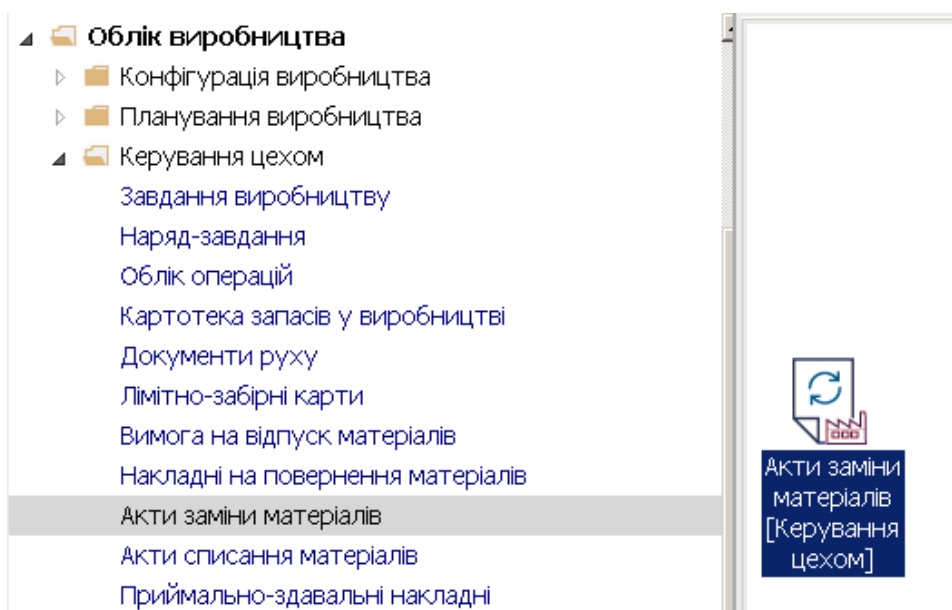 Облік виробництва
Конфігурація виробництва
Планування виробництва
Керування цехом
Завдання виробництву
Наряд-завдання
Облік операцій
Картотека запасів у виробництві
Документи руху
Лімітно-забірні карти
Вимога на відпуск матеріалів
Накладні на повернення матеріалів
Акти заміни матеріалів
Акти списання матеріалів
Приймально-здавальні накладні
Акти заміни
матеріалів
[Керування
цехом]